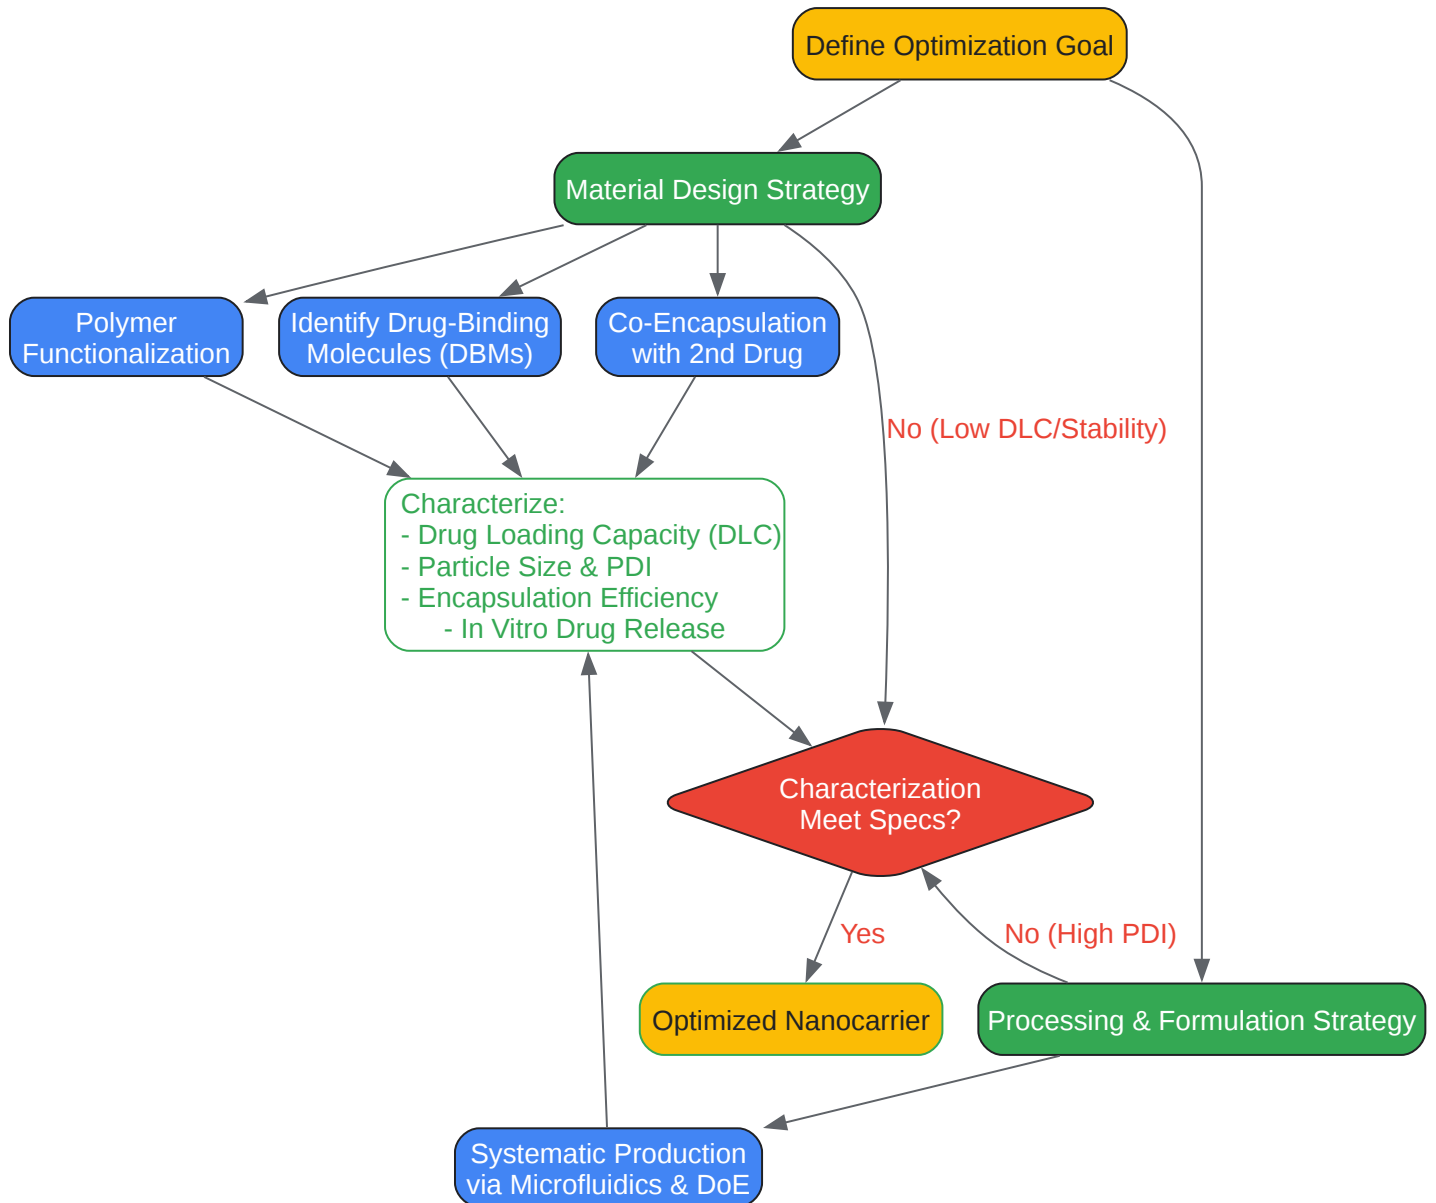 Define Optimization Goal
Material Design Strategy
Polymer
Functionalization
Identify Drug-Binding
Molecules (DBMs)
Co-Encapsulation
with 2nd Drug
No (Low DLC/Stability)
Characterize:
- Drug Loading Capacity (DLC)
- Particle Size & PDI
- Encapsulation Efficiency
- In Vitro Drug Release
Characterization
Meet Specs?
Yes
No (High PDI)
Optimized Nanocarrier
Processing & Formulation Strategy
Systematic Production
via Microfluidics & DoE